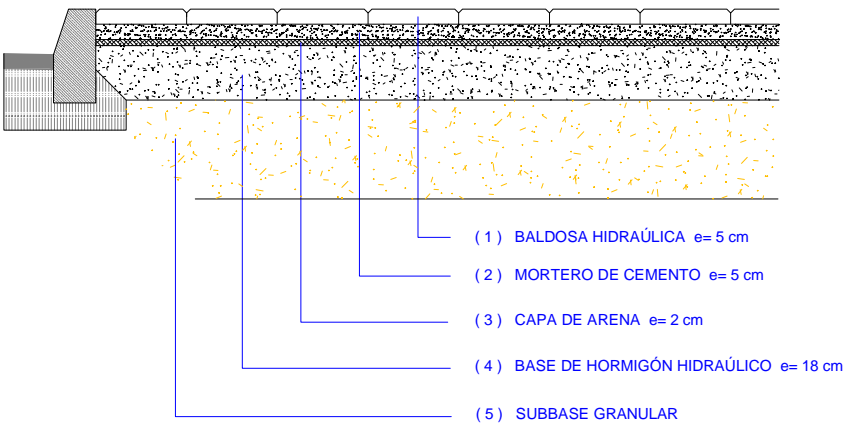 ( 1 ) BALDOSA HIDRAÚLICA e= 5 cm
( 2 ) MORTERO DE CEMENTO e= 5 cm
( 3 ) CAPA DE ARENA e= 2 cm
( 4 ) BASE DE HORMIGÓN HIDRAÚLICO e= 18 cm
( 5 ) SUBBASE GRANULAR